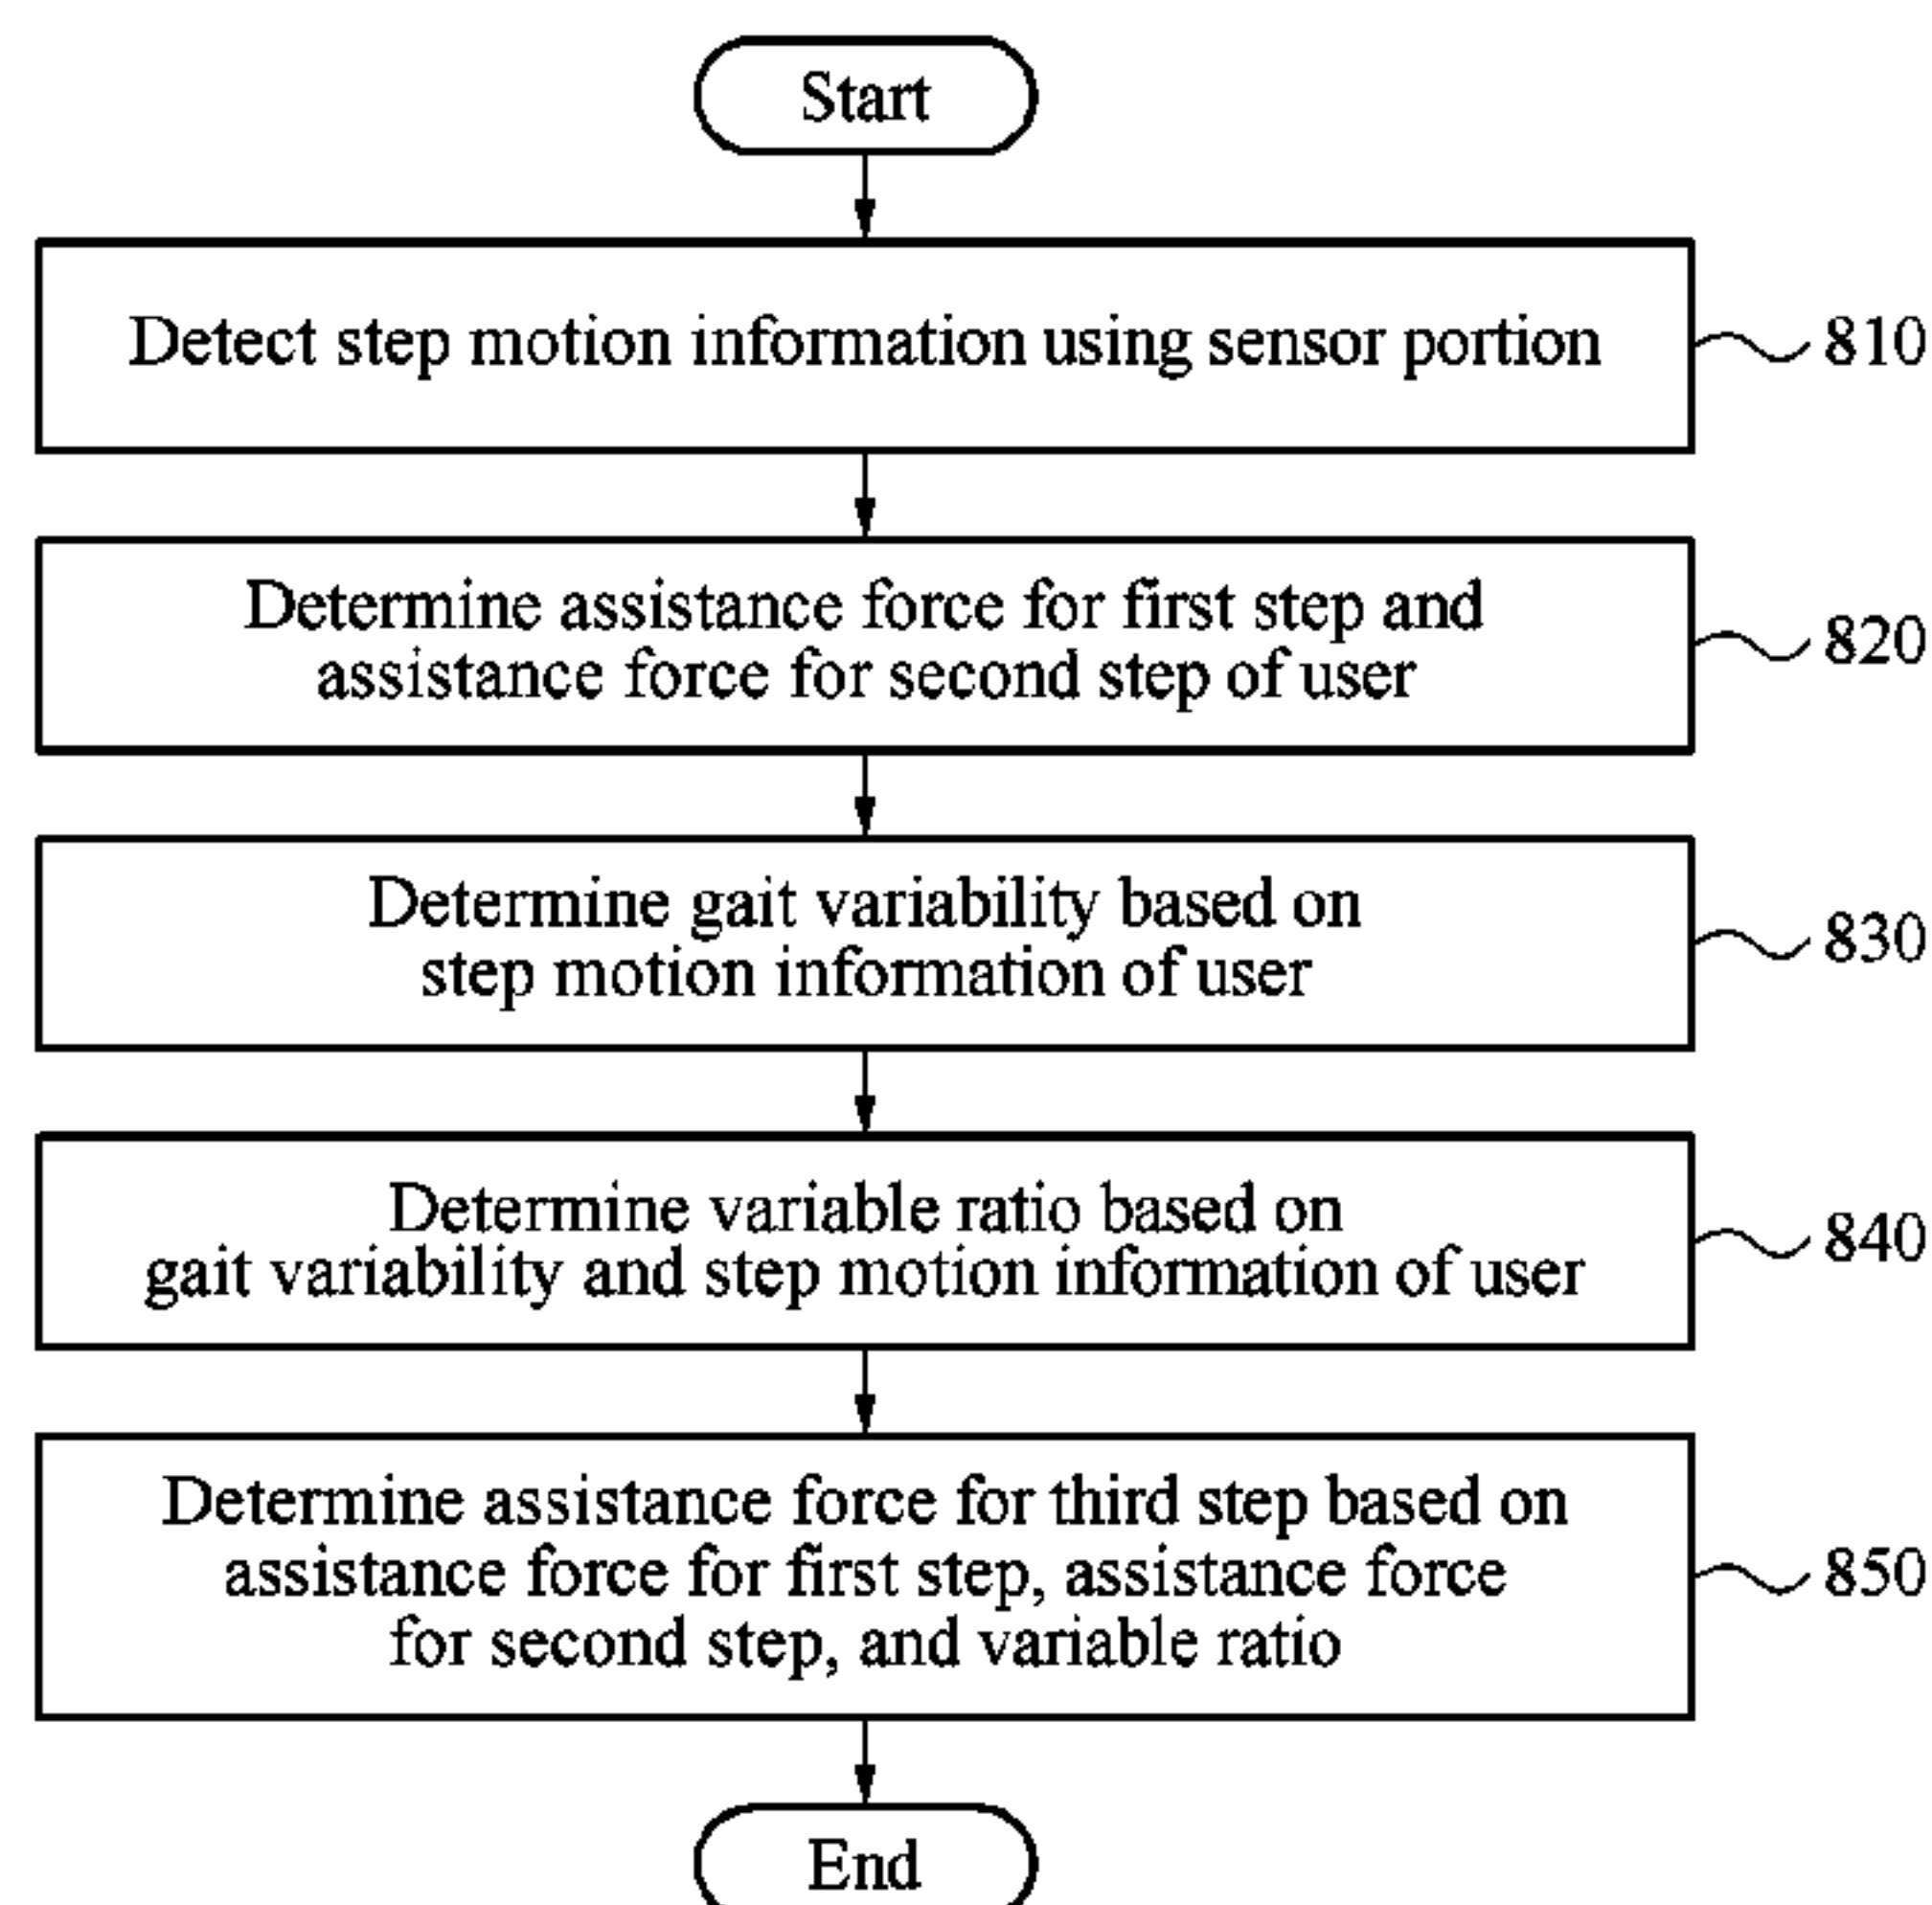 Start
Detect step motion information using sensor portion
810
Determine assistance force for first step and
assistance force for second step of user
820
Determine gait variability based on
step motion information of user
830
Determine variable ratio based on
gait variability and step motion information of user
840
Determine assistance force for third step based on
assistance force for first step, assistance force
for second step, and variable ratio
850
End